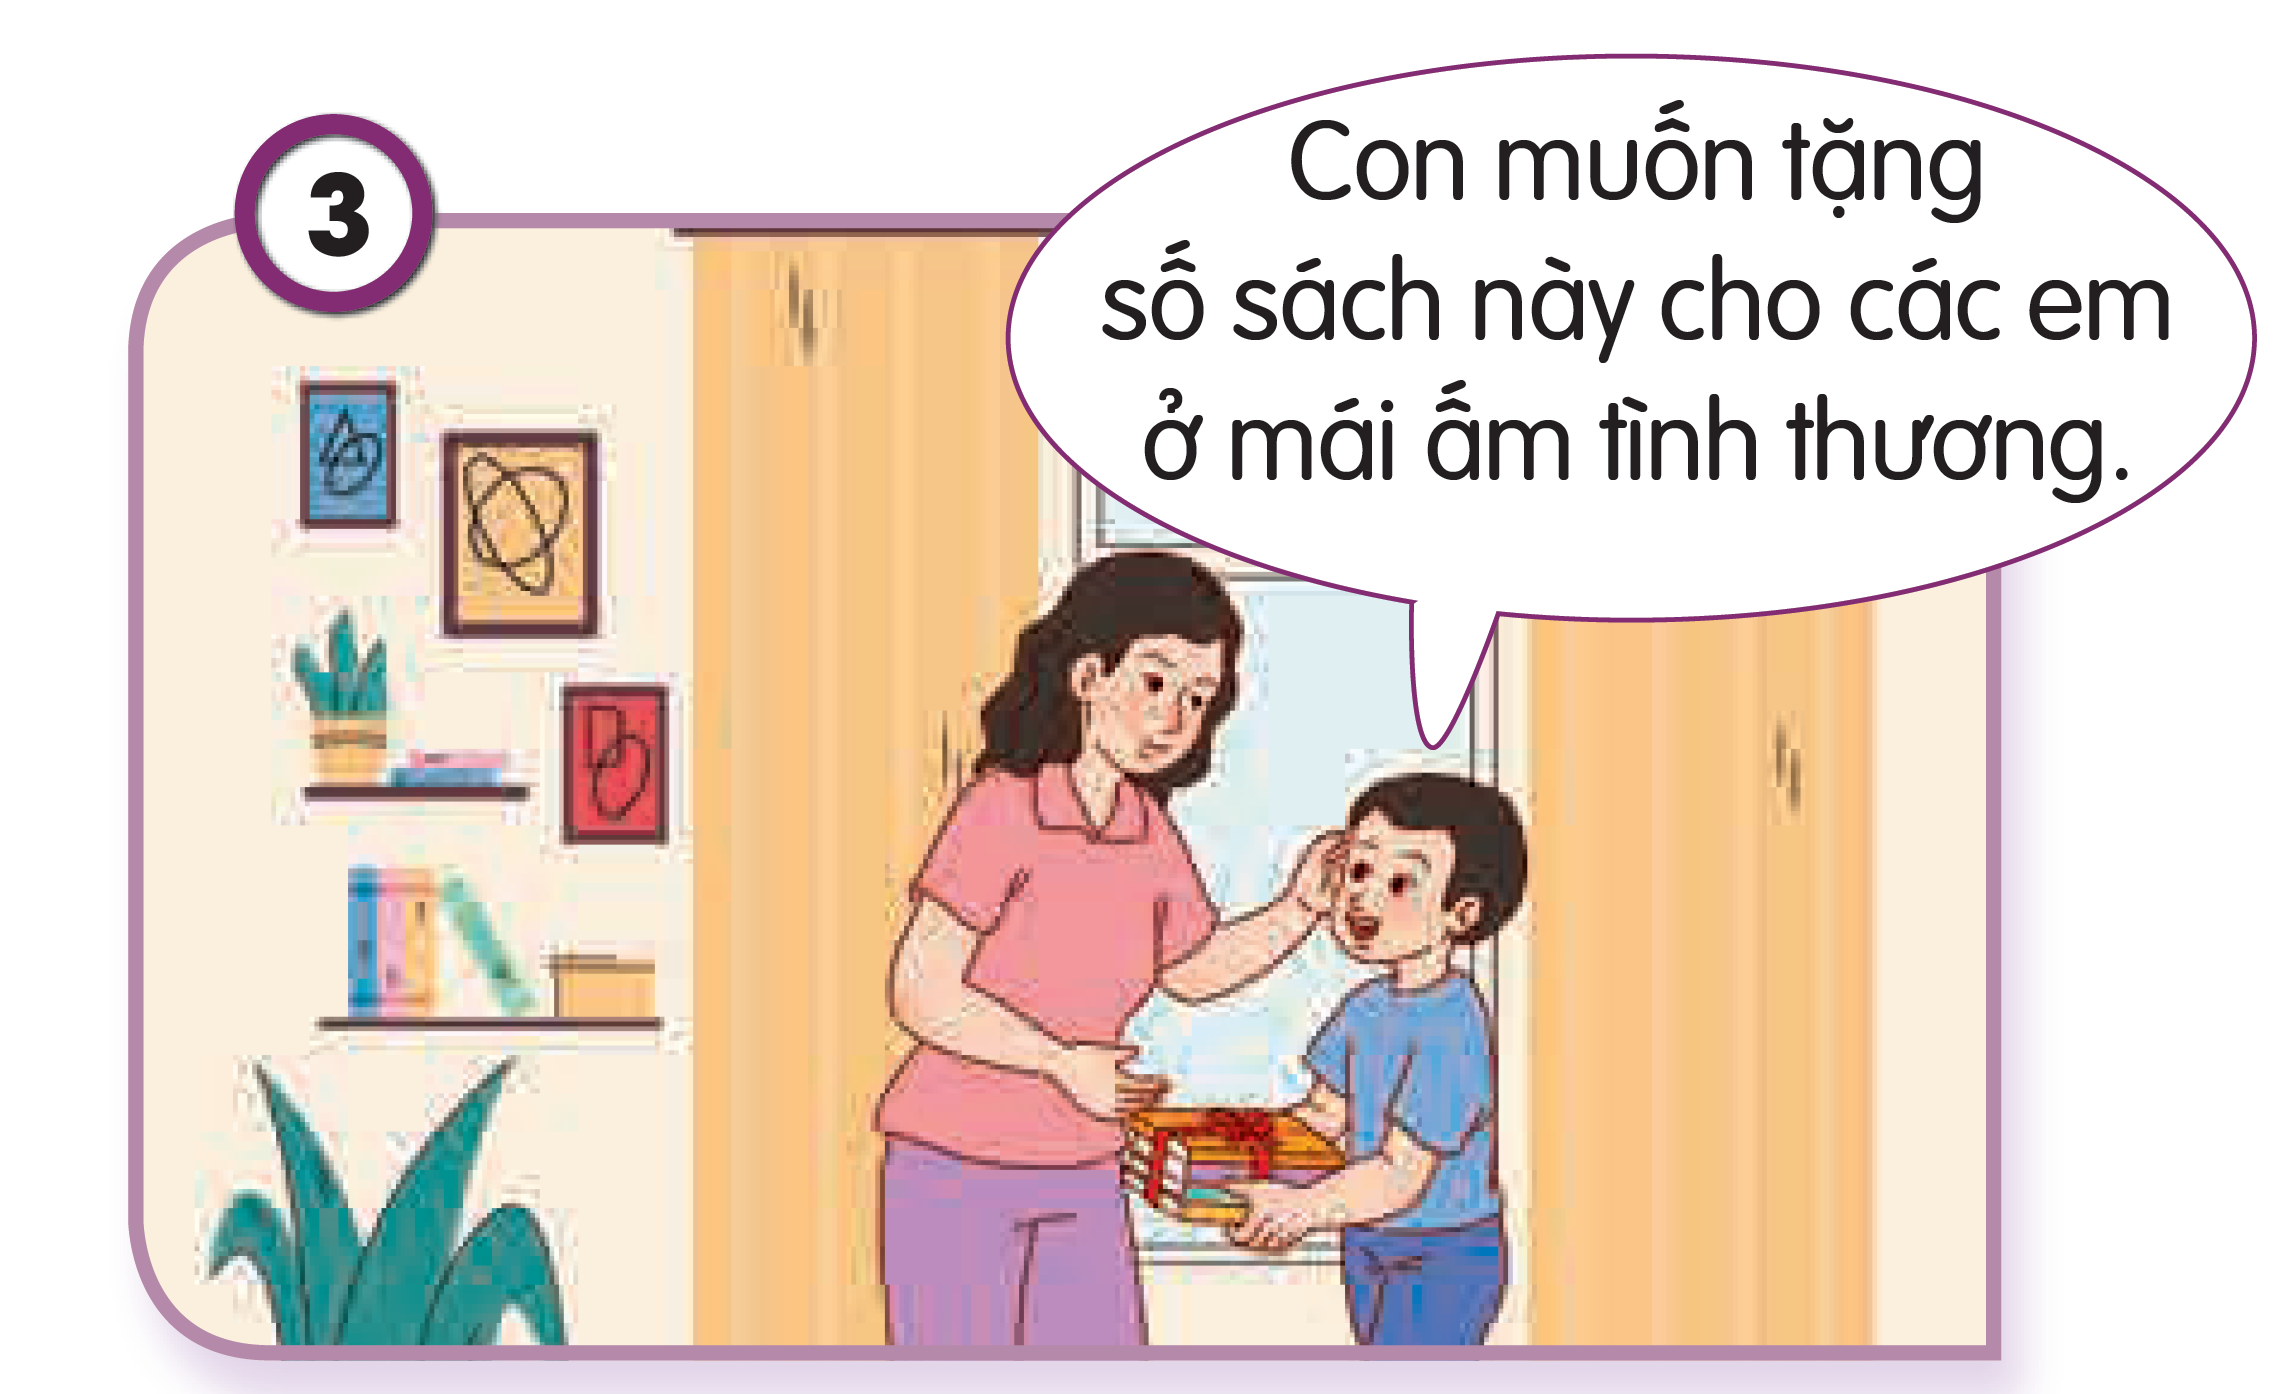 3
Con muốn tặng
số sách này cho các em
ở mái ấm tình thương.